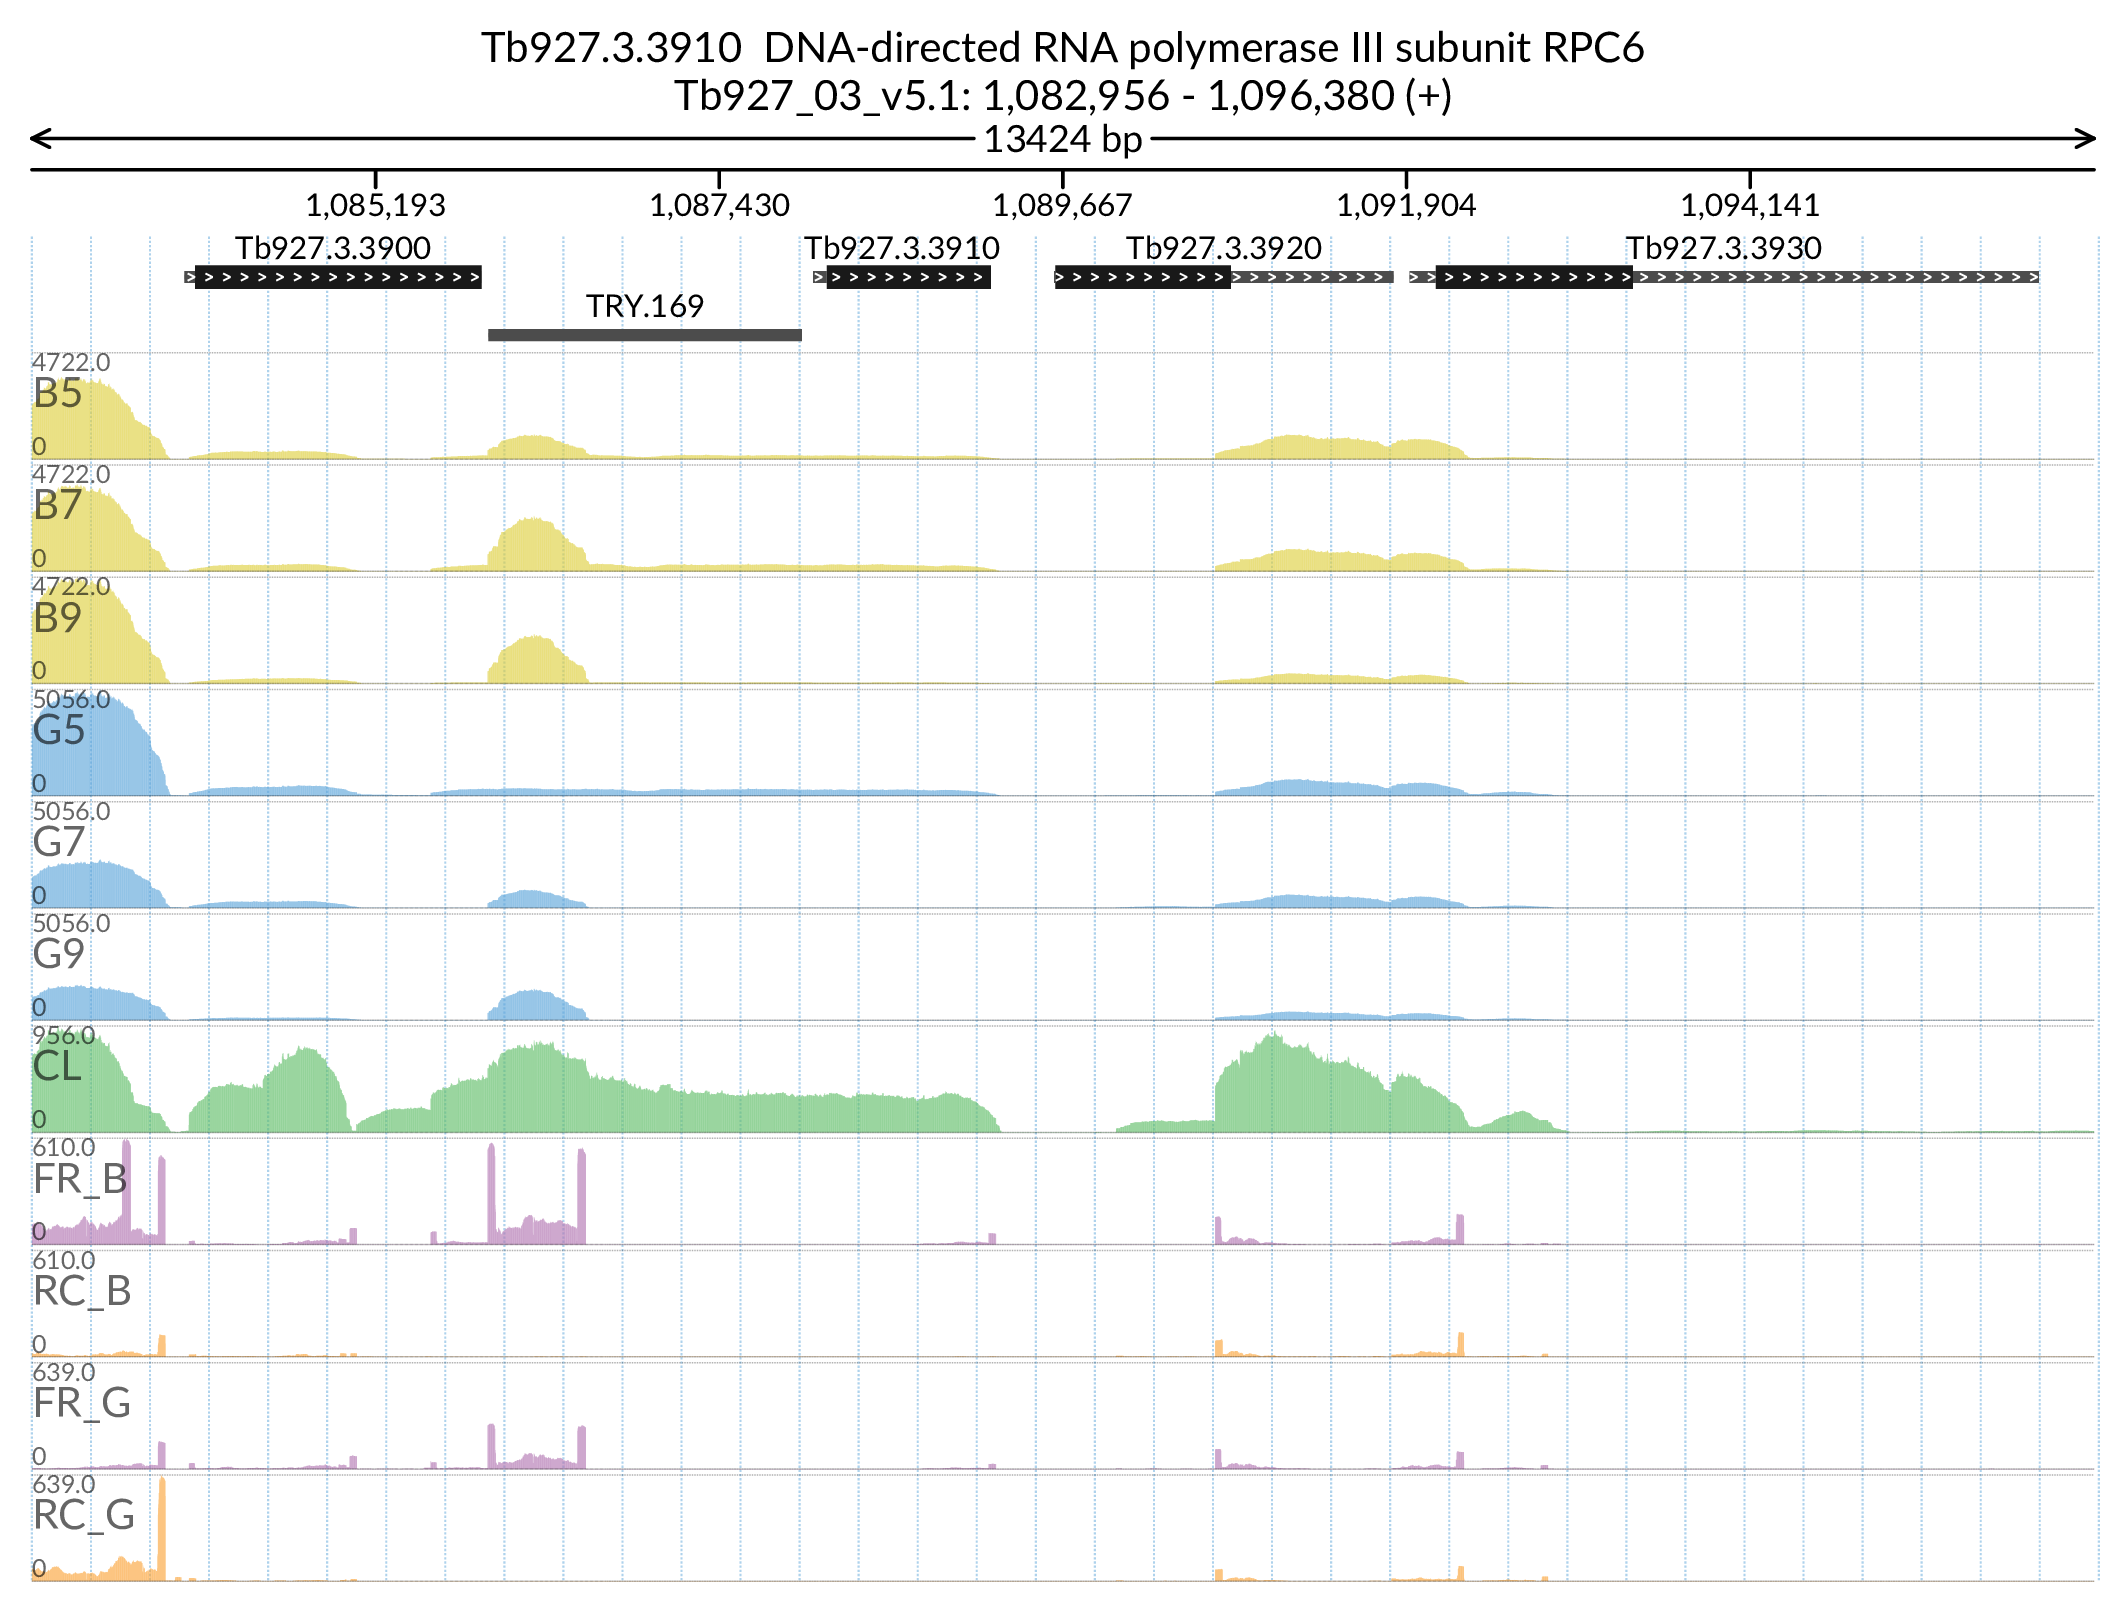 Tb927.3.3910  DNA-directed RNA polymerase III subunit RPC6
Tb927_03_v5.1: 1,082,956 - 1,096,380 (+)
13424 bp
1,085,193 1,087,430 1,089,667 1,091,904 1,094,141
Tb927.3.3900 Tb927.3.3910 Tb927.3.3920 Tb927.3.3930
TRY.169
4722.0
B5
0
4722.0
B7
0
4722.0
B9
0
5056.0
G5
0
5056.0
G7
0
5056.0
G9
0
956.0
CL
0
610.0
FR_B
0
610.0
RC_B
0
639.0
FR_G
0
639.0
RC_G
0